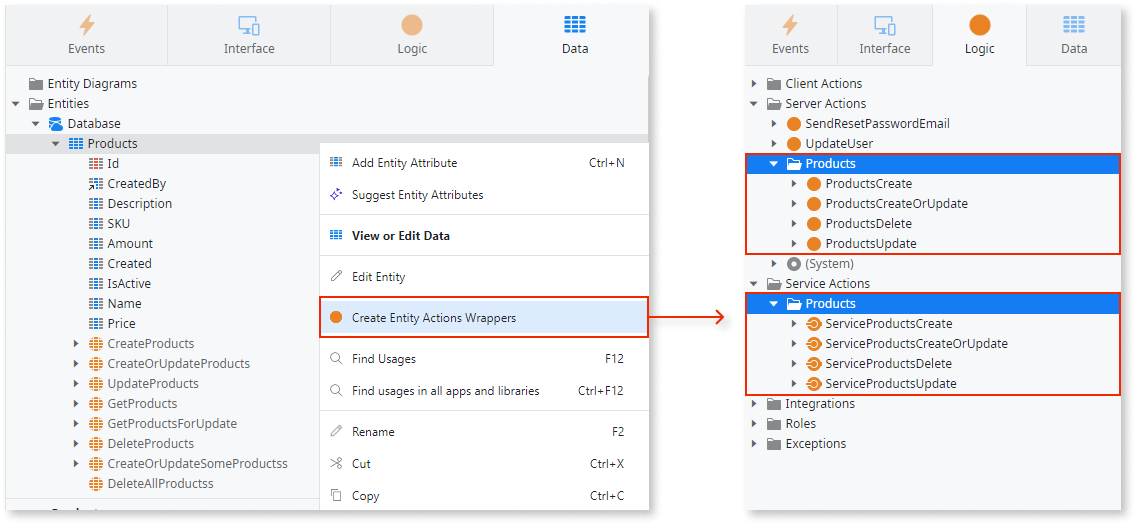 Events
Interface
Logic
Data
Entity Diagrams
Entities
Database
Products
Id
CreatedBy
Description
SKU
Amount
Created
IsActive
Name
Price
CreateProducts
CreateOrUpdateProducts
UpdateProducts
GetProducts
GetProductsForUpdate
DeleteProducts
CreateOrUpdateSomeProductss
DeleteAllProductss
Add Entity Attribute Ctrl+N
Suggest Entity Attributes
View or Edit Data
Edit Entity
Create Entity Actions Wrappers
Find Usages F12
Find usages in all apps and libraries Ctrl+F12
Rename F2
Cut Ctrl+X
Copy Ctrl+C
Events
Interface
Logic
Data
Client Actions
Server Actions
SendResetPasswordEmail
UpdateUser
Products
ProductsCreate
ProductsCreateOrUpdate
ProductsDelete
ProductsUpdate
(System)
Service Actions
Products
ServiceProductsCreate
ServiceProductsCreateOrUpdate
ServiceProductsDelete
ServiceProductsUpdate
Integrations
Roles
Exceptions